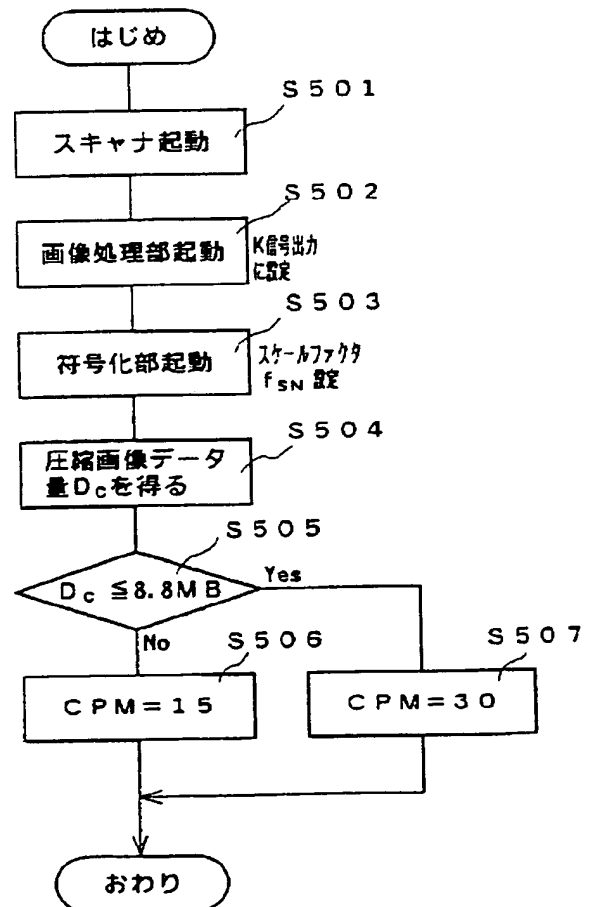 はじめ
S501
スキャナ起動
S502
画像処理部起動
K信号出力
に設定
S503
符号化部起動
スケールファクタ
fSN 設定
S504
圧縮画像データ
量Dcを得る
S505
Dc ≦8.8MB
Yes
No
S506
S507
CPM=15
CPM=30
おわり